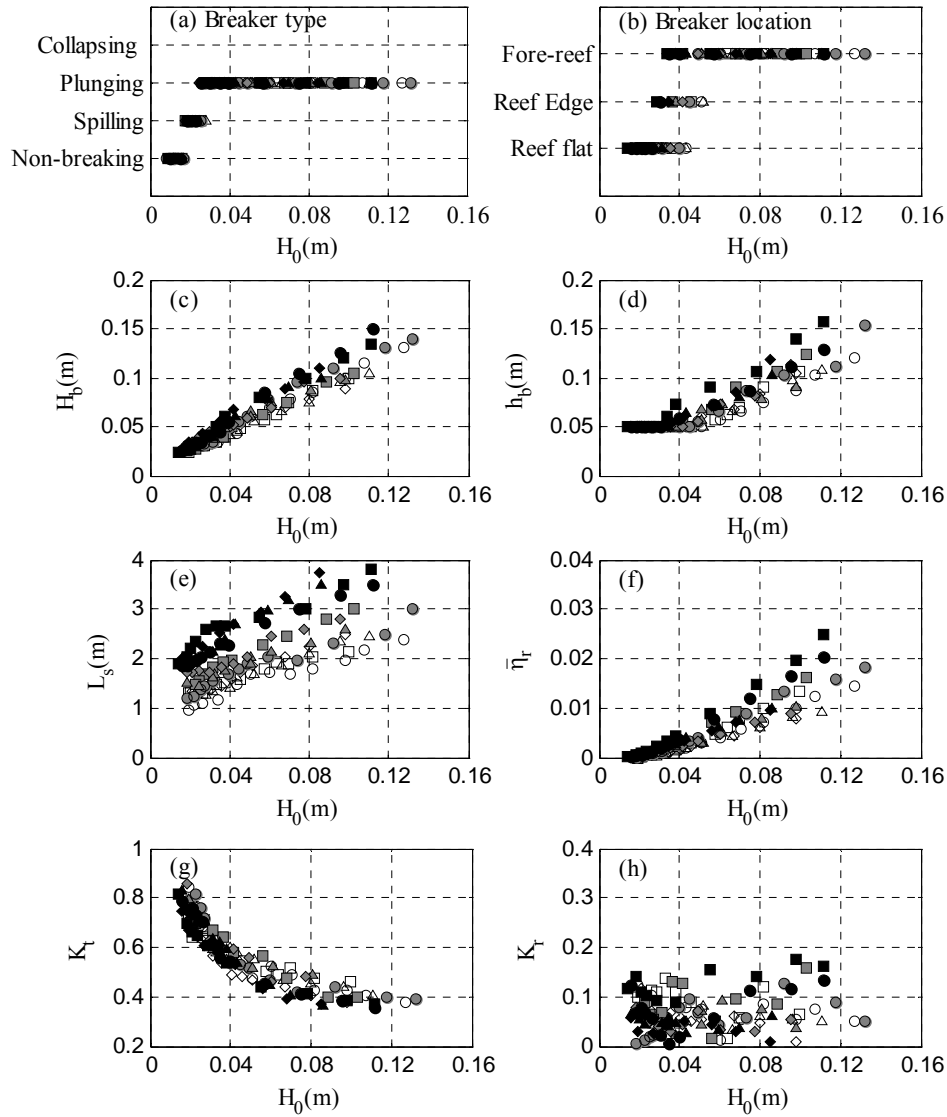 (a) Breaker type
Collapsing
Plunging
Spilling
Non-breaking
0 0.04 0.08 0.12 0.16
H₀(m)
(b) Breaker location
Fore-reef
Reef Edge
Reef flat
0 0.04 0.08 0.12 0.16
H₀(m)
(c)
H_b(m)
0.2
0.15
0.1
0.05
0
0 0.04 0.08 0.12 0.16
H₀(m)
(d)
h_b(m)
0.2
0.15
0.1
0.05
0
0 0.04 0.08 0.12 0.16
H₀(m)
(e)
L_s(m)
4
3
2
1
0
0 0.04 0.08 0.12 0.16
H₀(m)
(f)
η̄_r
0.04
0.03
0.02
0.01
0
0 0.04 0.08 0.12 0.16
H₀(m)
(g)
K_t
1
0.8
0.6
0.4
0.2
0 0.04 0.08 0.12 0.16
H₀(m)
(h)
K_r
0.4
0.3
0.2
0.1
0
0 0.04 0.08 0.12 0.16
H₀(m)